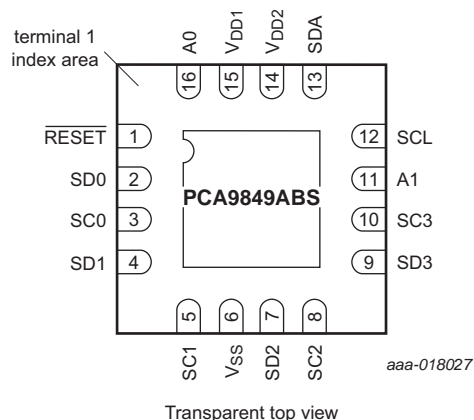 terminal 1
index area
A0
VDD1
VDD2
SDA
16
15
14
13
RESET 1
SD0 2
SC0 3
SD1 4
PCA9849ABS
12 SCL
11 A1
10 SC3
9 SD3
5
6
7
8
SC1
VSS
SD2
SC2
aaa-018027
Transparent top view